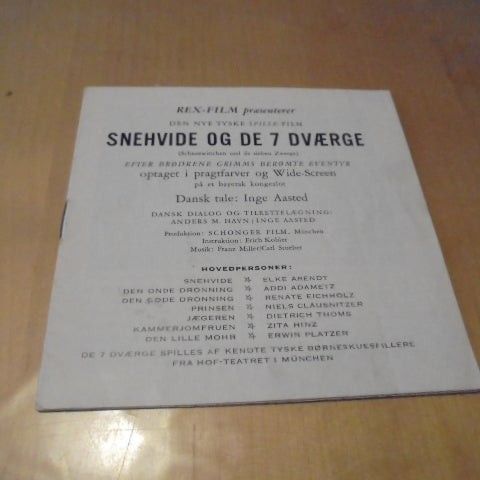 REX-FILM præsenterer
DEN NYE TYSKE SPILLE-FILM
SNEHVIDE OG DE 7 DVÆRGE
(Schneewittchen und die sieben Zwerge)
EFTER BRØDRENE GRIMMS BERØMTE EVENTYR
optaget i pragtfarver og Wide-Screen
på et bayersk kongeslot
Dansk tale: Inge Aasted
DANSK DIALOG OG TILRETTELÆGNING:
ANDERS M. HAVN | INGE AASTED
Produktion: SCHONGER FILM, München
Instruktion: Erich Kobler
Musik: Franz Miller/Carl Stueber
HOVEDPERSONER:
SNEHVIDE ELKE ARENDT
DEN ONDE DRONNING ADDI ADAMETZ
DEN GODE DRONNING RENATE EICHHOLZ
PRINSEN NIELS CLAUSNITZER
JÆGEREN DIETRICH THOMS
KAMMERJOMFRUEN ZITA HINZ
DEN LILLE MOHR ERWIN PLATZER
DE 7 DVÆRGE SPILLES AF KENDTE TYSKE BØRNESKUESPILLERE
FRA HOF-TEATRET I MÜNCHEN